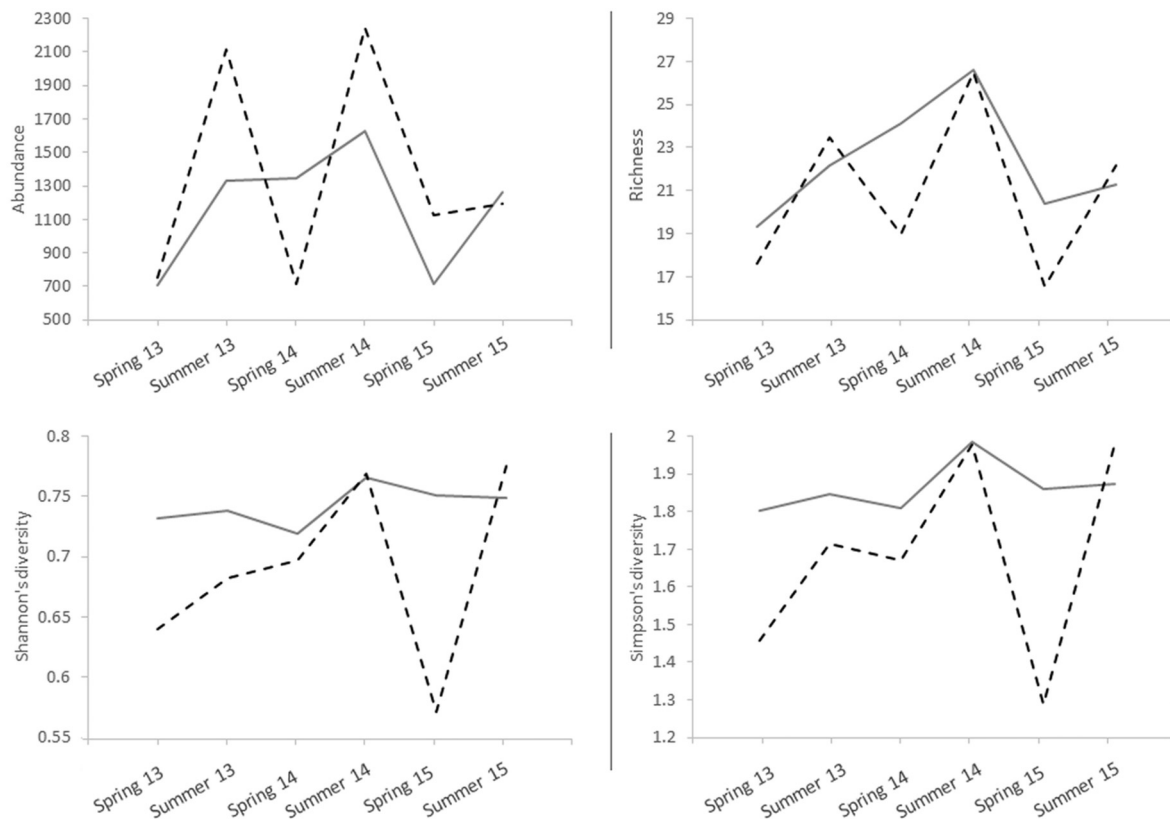 2300
2100
1900
1700
1500
1300
1100
900
700
500
Abundance
Spring 13
Summer 13
Spring 14
Summer 14
Spring 15
Summer 15
29
27
25
23
21
19
17
15
Richness
Spring 13
Summer 13
Spring 14
Summer 14
Spring 15
Summer 15
0.8
0.75
0.7
0.65
0.6
0.55
Shannon's diversity
Spring 13
Summer 13
Spring 14
Summer 14
Spring 15
Summer 15
2
1.9
1.8
1.7
1.6
1.5
1.4
1.3
1.2
Simpson's diversity
Spring 13
Summer 13
Spring 14
Summer 14
Spring 15
Summer 15